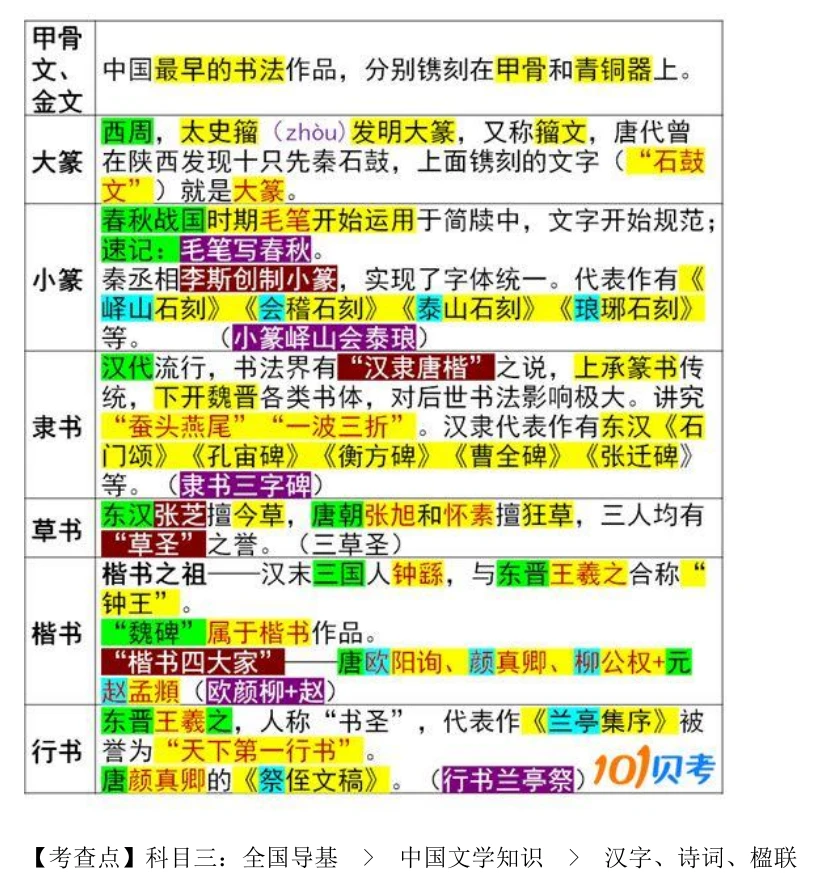 甲骨
文、
金文
中国最早的书法作品，分别镌刻在甲骨和青铜器上。
大篆
西周，太史籀（zhòu)发明大篆，又称籀文，唐代曾
在陕西发现十只先秦石鼓，上面镌刻的文字（“石鼓
文”）就是大篆。
小篆
春秋战国时期毛笔开始运用于简牍中，文字开始规范；
速记：毛笔写春秋。
秦丞相李斯创制小篆，实现了字体统一。代表作有《
峄山石刻》《会稽石刻》《泰山石刻》《琅琊石刻》
等。 （小篆峄山会泰琅）
隶书
汉代流行，书法界有“汉隶唐楷”之说，上承篆书传
统，下开魏晋各类书体，对后世书法影响极大。讲究
“蚕头燕尾”“一波三折”。汉隶代表作有东汉《石
门颂》《孔宙碑》《衡方碑》《曹全碑》《张迁碑》
等。（隶书三字碑）
草书
东汉张芝擅今草，唐朝张旭和怀素擅狂草，三人均有
“草圣”之誉。（三草圣）
楷书
楷书之祖——汉末三国人钟繇，与东晋王羲之合称“
钟王”。
“魏碑”属于楷书作品。
“楷书四大家”——唐欧阳询、颜真卿、柳公权+元
赵孟頫（欧颜柳+赵）
行书
东晋王羲之，人称“书圣”，代表作《兰亭集序》被
誉为“天下第一行书”。
唐颜真卿的《祭侄文稿》。（行书兰亭祭）
101贝考
【考查点】科目三：全国导基 > 中国文学知识 > 汉字、诗词、楹联